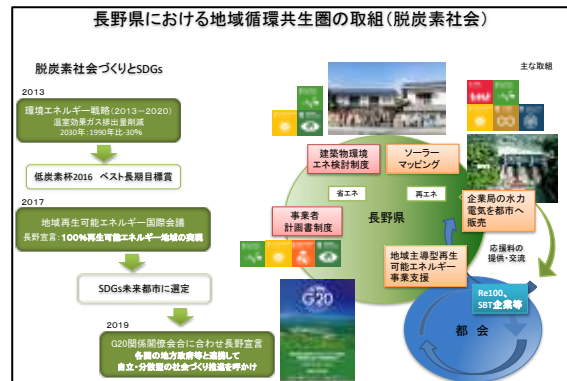 長野県における地域循環共生圏の取組(脱炭素社会)
脱炭素社会づくりとSDGs
2013
環境エネルギー戦略(2013-2020)
温室効果ガス排出量削減
2030年:1990年比-30%
低炭素杯2016 ベスト長期目標賞
2017
地域再生可能エネルギー国際会議
長野宣言:100%再生可能エネルギー地域の実現
SDGs未来都市に選定
2019
G20関係閣僚会合に合わせ長野宣言
各国の地方政府等と連携して
自立・分散型の社会づくり推進を呼かけ
主な取組
建築物環境
エネ検討制度
ソーラー
マッピング
省エネ
再エネ
事業者
計画書制度
長野県
企業局の水力
電気を都市へ
販売
地域主導型再生
可能エネルギー
事業支援
応援料の
提供・交流
Re100、
SBT企業等
都 会
G20